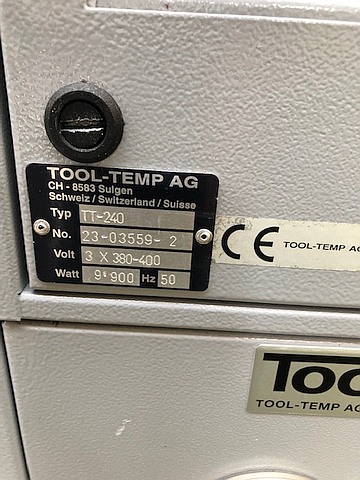 TOOL-TEMP AG
CH - 8583 Sulgen
Schweiz / Switzerland / Suisse
Typ TT-240
No. 23-03559- 2
Volt 3 X 380-400
Watt 9'900 Hz 50
CE TOOL-TEMP AG
TOO
TOOL-TEMP AG